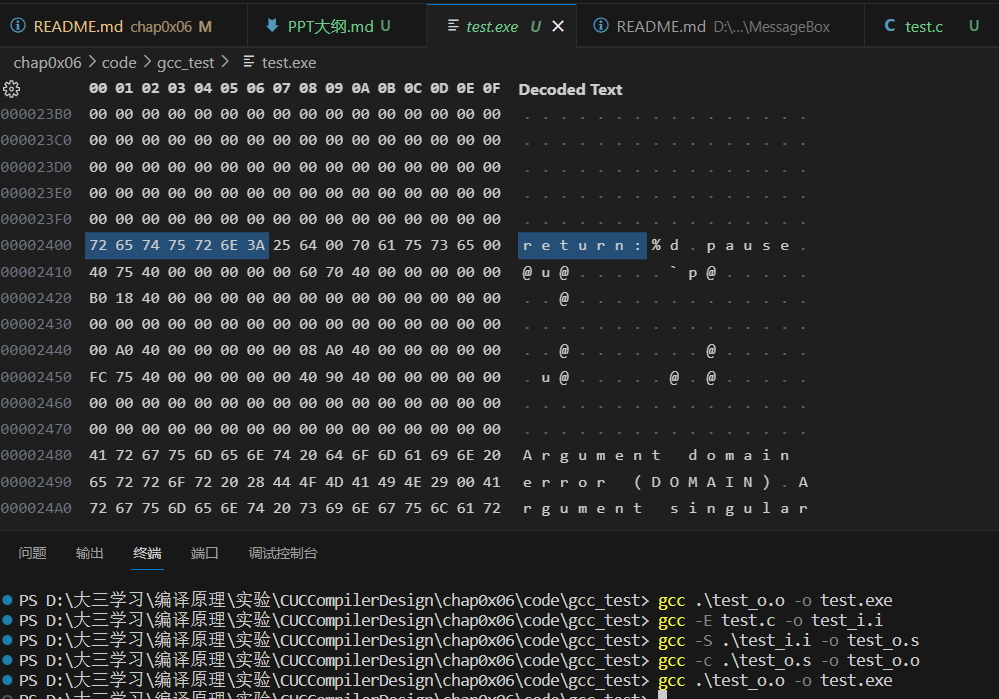 README.md chap0x06 M PPT大纲.md U test.exe U README.md D:\...\MessageBox C test.c U
chap0x06 > code > gcc_test > test.exe
00 01 02 03 04 05 06 07 08 09 0A 0B 0C 0D 0E 0F Decoded Text
000023B0 00 00 00 00 00 00 00 00 00 00 00 00 00 00 00 00 . . . . . . . . . . . . . . . .
000023C0 00 00 00 00 00 00 00 00 00 00 00 00 00 00 00 00 . . . . . . . . . . . . . . . .
000023D0 00 00 00 00 00 00 00 00 00 00 00 00 00 00 00 00 . . . . . . . . . . . . . . . .
000023E0 00 00 00 00 00 00 00 00 00 00 00 00 00 00 00 00 . . . . . . . . . . . . . . . .
000023F0 00 00 00 00 00 00 00 00 00 00 00 00 00 00 00 00 . . . . . . . . . . . . . . . .
00002400 72 65 74 75 72 6E 3A 25 64 00 70 61 75 73 65 00 r e t u r n : % d . p a u s e .
00002410 40 75 40 00 00 00 00 00 60 70 40 00 00 00 00 00 @ u @ . . . . . ` p @ . . . . .
00002420 B0 18 40 00 00 00 00 00 00 00 00 00 00 00 00 00 . . @ . . . . . . . . . . . . .
00002430 00 00 00 00 00 00 00 00 00 00 00 00 00 00 00 00 . . . . . . . . . . . . . . . .
00002440 00 A0 40 00 00 00 00 00 08 A0 40 00 00 00 00 00 . . @ . . . . . . . @ . . . . .
00002450 FC 75 40 00 00 00 00 00 40 90 40 00 00 00 00 00 . u @ . . . . . @ . @ . . . . .
00002460 00 00 00 00 00 00 00 00 00 00 00 00 00 00 00 00 . . . . . . . . . . . . . . . .
00002470 00 00 00 00 00 00 00 00 00 00 00 00 00 00 00 00 . . . . . . . . . . . . . . . .
00002480 41 72 67 75 6D 65 6E 74 20 64 6F 6D 61 69 6E 20 A r g u m e n t d o m a i n
00002490 65 72 72 6F 72 20 28 44 4F 4D 41 49 4E 29 00 41 e r r o r ( D O M A I N ) . A
000024A0 72 67 75 6D 65 6E 74 20 73 69 6E 67 75 6C 61 72 r g u m e n t s i n g u l a r
问题 输出 终端 端口 调试控制台
PS D:\大三学习\编译原理\实验\CUCCompilerDesign\chap0x06\code\gcc_test> gcc .\test_o.o -o test.exe
PS D:\大三学习\编译原理\实验\CUCCompilerDesign\chap0x06\code\gcc_test> gcc -E test.c -o test_i.i
PS D:\大三学习\编译原理\实验\CUCCompilerDesign\chap0x06\code\gcc_test> gcc -S .\test_i.i -o test_o.s
PS D:\大三学习\编译原理\实验\CUCCompilerDesign\chap0x06\code\gcc_test> gcc -c .\test_o.s -o test_o.o
PS D:\大三学习\编译原理\实验\CUCCompilerDesign\chap0x06\code\gcc_test> gcc .\test_o.o -o test.exe
PS D:\大三学习\编译原理\实验\CUCCompilerDesign\chap0x06\code\gcc_test>